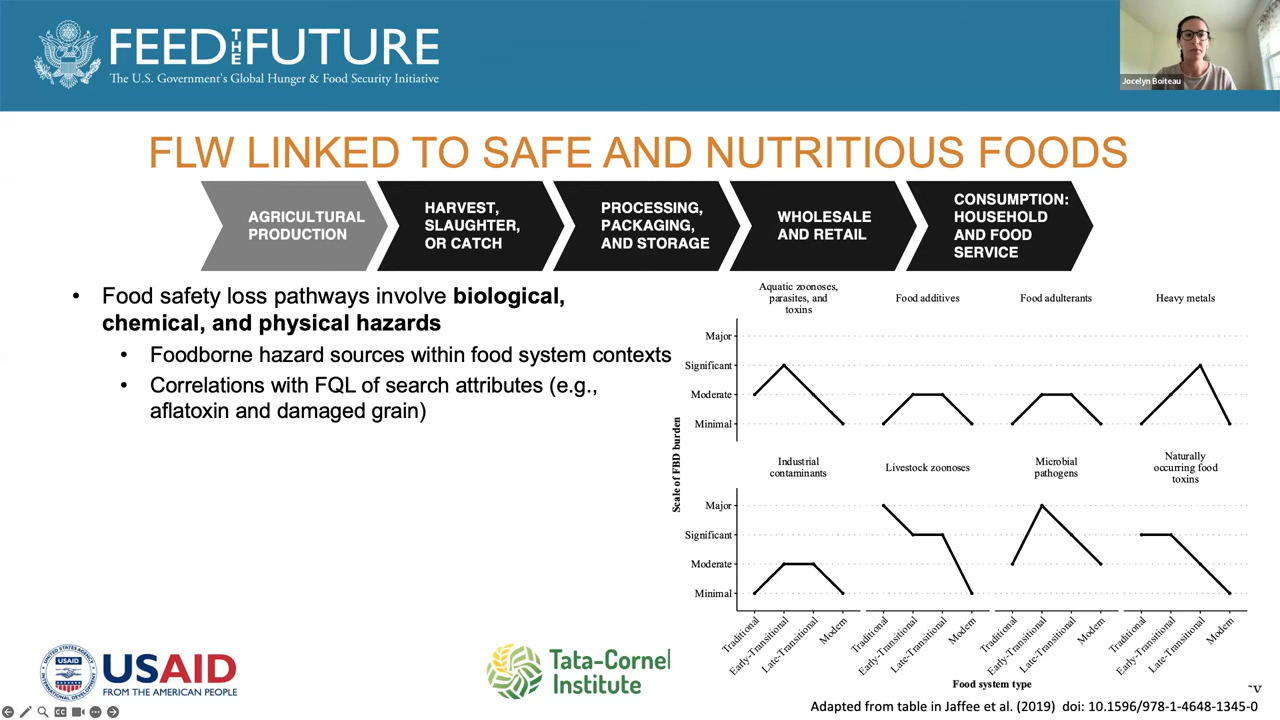 FEED THE FUTURE
The U.S. Government's Global Hunger & Food Security Initiative
Jocelyn Boiteau
FLW LINKED TO SAFE AND NUTRITIOUS FOODS
AGRICULTURAL
PRODUCTION
HARVEST,
SLAUGHTER,
OR CATCH
PROCESSING,
PACKAGING,
AND STORAGE
WHOLESALE
AND RETAIL
CONSUMPTION:
HOUSEHOLD
AND FOOD
SERVICE
• Food safety loss pathways involve biological,
chemical, and physical hazards
• Foodborne hazard sources within food system contexts
• Correlations with FQL of search attributes (e.g.,
aflatoxin and damaged grain)
Scale of FBD burden
Aquatic zoonoses,
parasites, and
toxins
Food additives
Food adulterants
Heavy metals
Major
Significant
Moderate
Minimal
Industrial
contaminants
Livestock zoonoses
Microbial
pathogens
Naturally
occurring food
toxins
Major
Significant
Moderate
Minimal
Traditional
Early-Transitional
Late-Transitional
Modern
Traditional
Early-Transitional
Late-Transitional
Modern
Traditional
Early-Transitional
Late-Transitional
Modern
Traditional
Early-Transitional
Late-Transitional
Modern
Food system type
Adapted from table in Jaffee et al. (2019) doi: 10.1596/978-1-4648-1345-0
USAID
USAID
FROM THE AMERICAN PEOPLE
Tata-Cornel
Institute